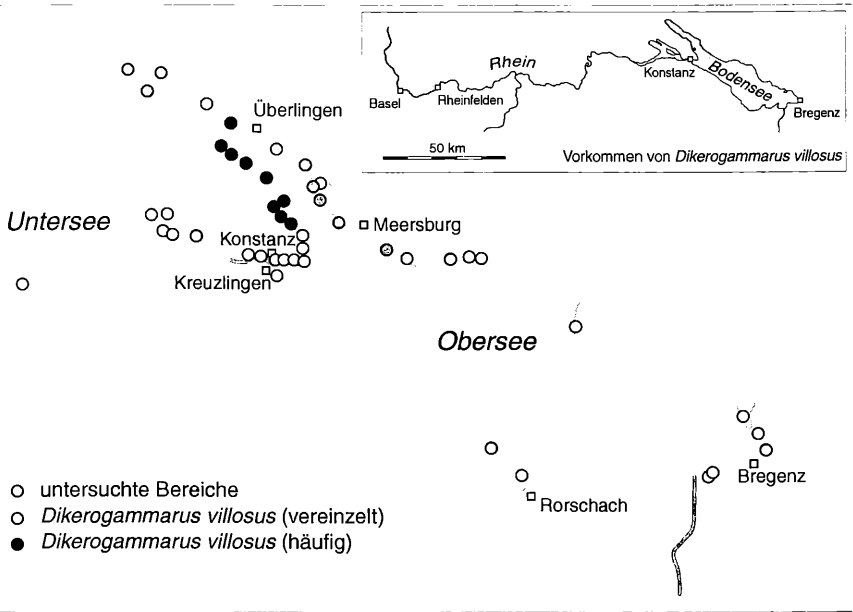 Rhein
Konstanz
Bodensee
Basel
Rheinfelden
Bregenz
50 km
Vorkommen von Dikerogammarus villosus
Überlingen
Untersee
Meersburg
Konstanz
Kreuzlingen
Obersee
Bregenz
Rorschach
untersuchte Bereiche
Dikerogammarus villosus (vereinzelt)
Dikerogammarus villosus (häufig)